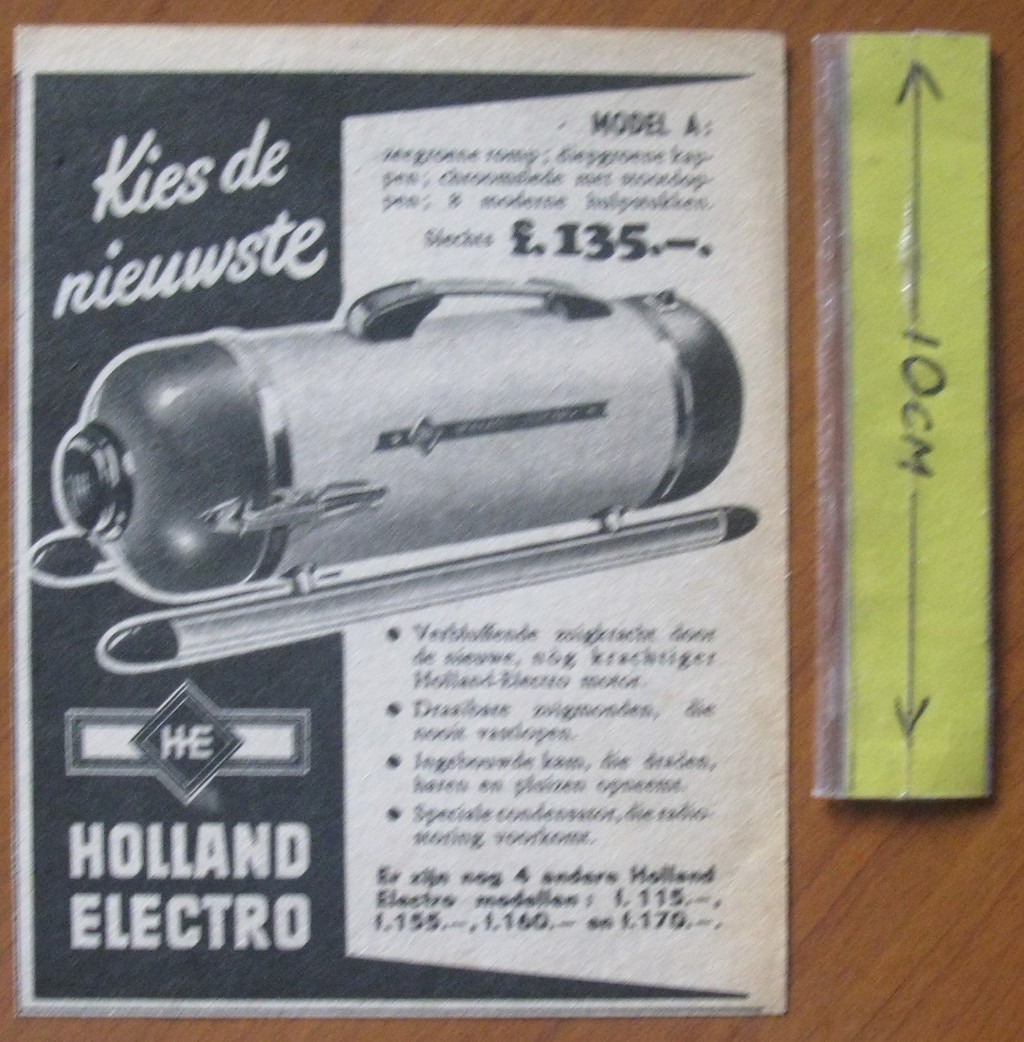 Kies de
nieuwste
MODEL A:
zeegroene romp; diepgroene kap-
pen; chroomslede met stootdop-
pen; 8 moderne hulpstukken.
Slechts f. 135.—.
• Verbluffende zuigkracht door
de nieuwe, nóg krachtiger
Holland-Electro motor.
• Draaibare zuigmonden, die
nooit vastlopen.
• Ingebouwde kam, die draden,
haren en pluizen opneemt.
• Speciale condensator, die radio-
storing voorkomt.
Er zijn nog 4 andere Holland
Electro modellen: f. 115.—,
f. 155.—, f. 160.— en f. 170.—.
HE
HOLLAND
ELECTRO
10CM